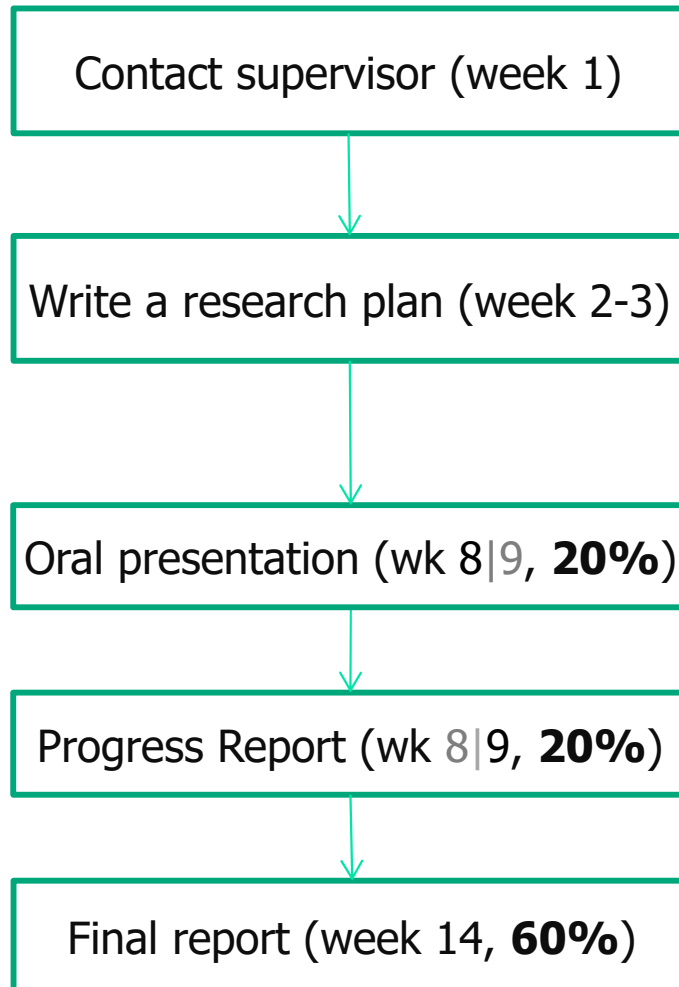 Contact supervisor (week 1)
Write a research plan (week 2-3)
Oral presentation (wk 8|9, 20%)
Progress Report (wk 8|9, 20%)
Final report (week 14, 60%)